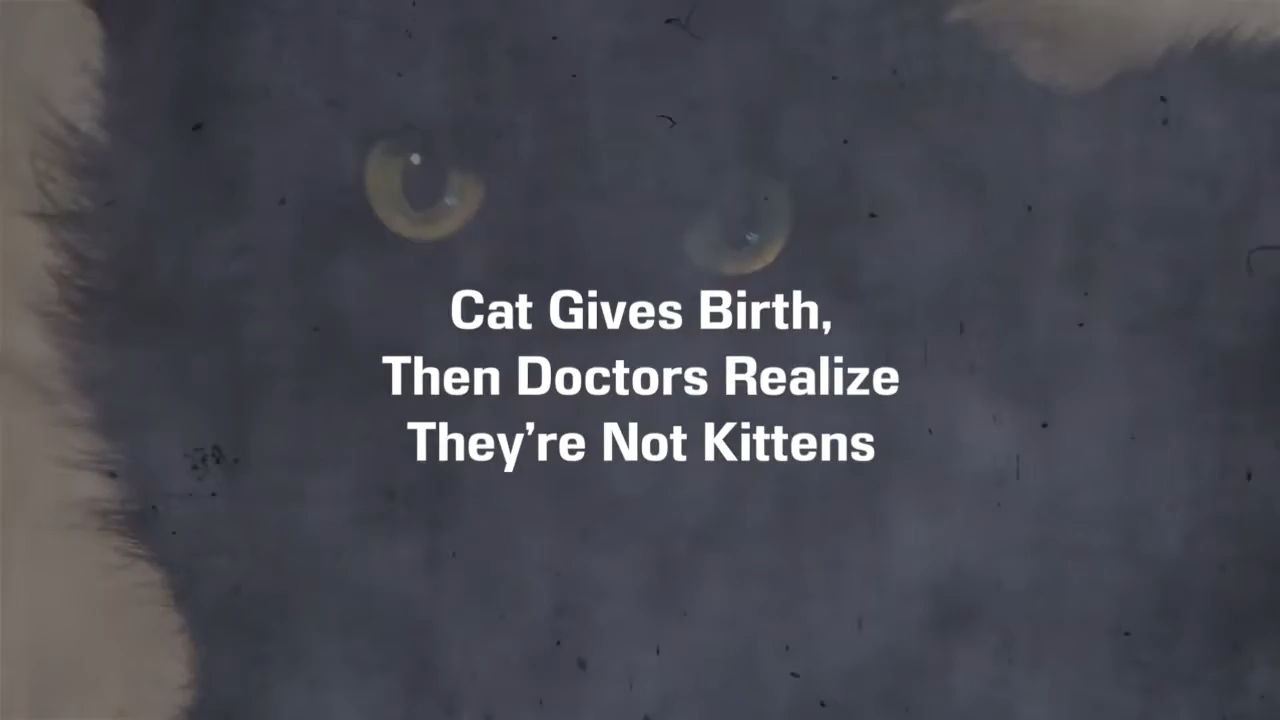 Cat Gives Birth,
Then Doctors Realize
They’re Not Kittens